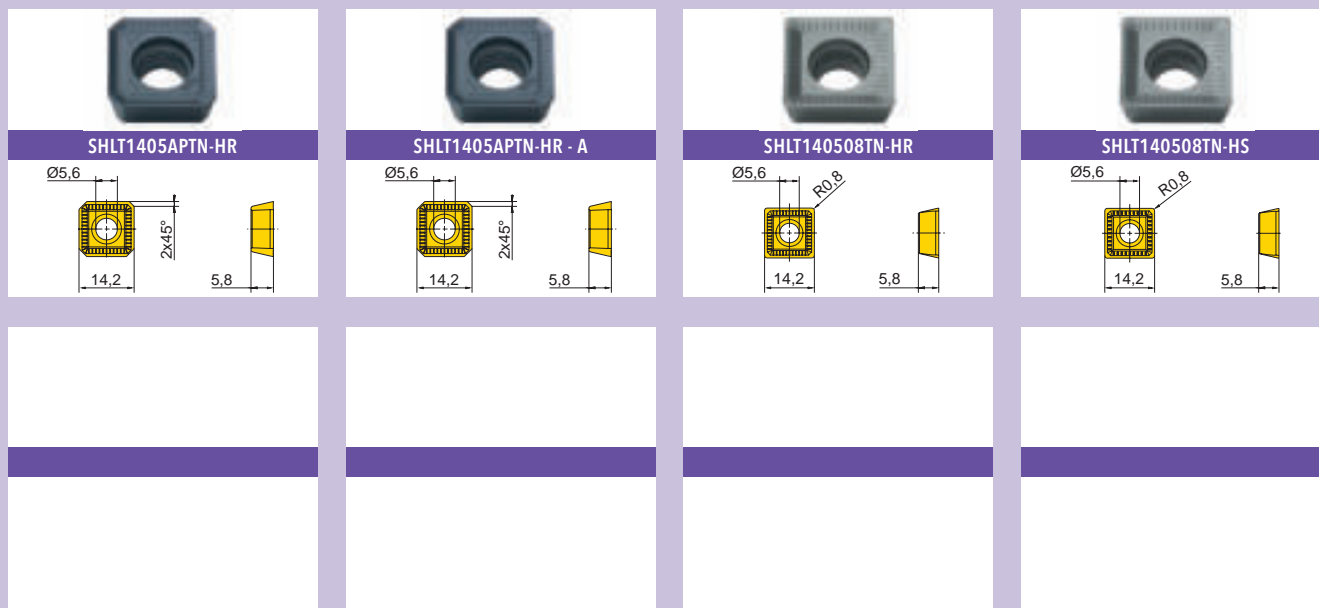 SHLT1405APTN-HR
Ø5,6
2x45°
14,2
5,8
SHLT1405APTN-HR - A
Ø5,6
2x45°
14,2
5,8
SHLT140508TN-HR
Ø5,6
R0,8
14,2
5,8
SHLT140508TN-HS
Ø5,6
R0,8
14,2
5,8